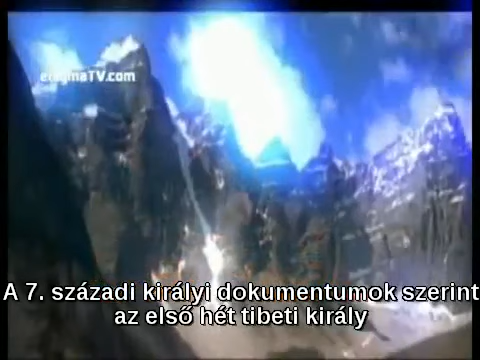 enigmaTV.com
A 7. századi királyi dokumentumok szerint
az első hét tibeti király